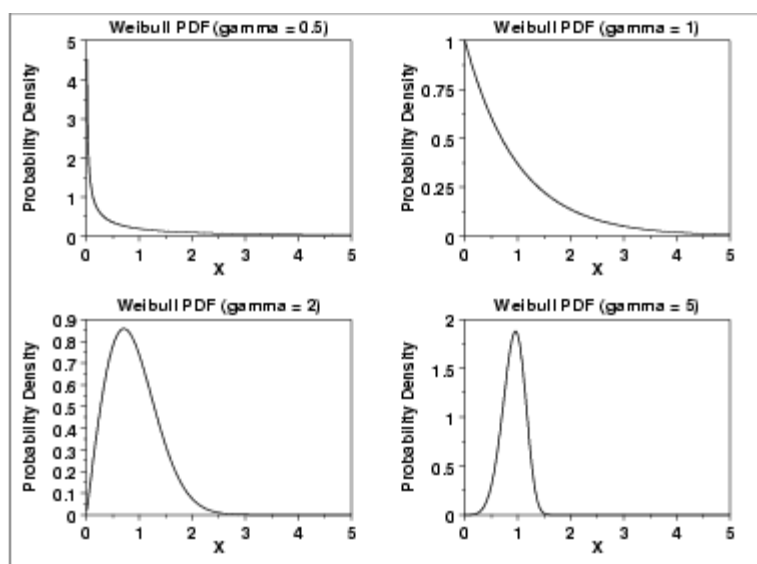 Weibull PDF (gamma = 0.5)
Probability Density
5
4
3
2
1
0
0 1 2 3 4 5
X
Weibull PDF (gamma = 1)
Probability Density
1
0.75
0.5
0.25
0
0 1 2 3 4 5
X
Weibull PDF (gamma = 2)
Probability Density
0.9
0.8
0.7
0.6
0.5
0.4
0.3
0.2
0.1
0
0 1 2 3 4 5
X
Weibull PDF (gamma = 5)
Probability Density
2
1.5
1
0.5
0
0 1 2 3 4 5
X